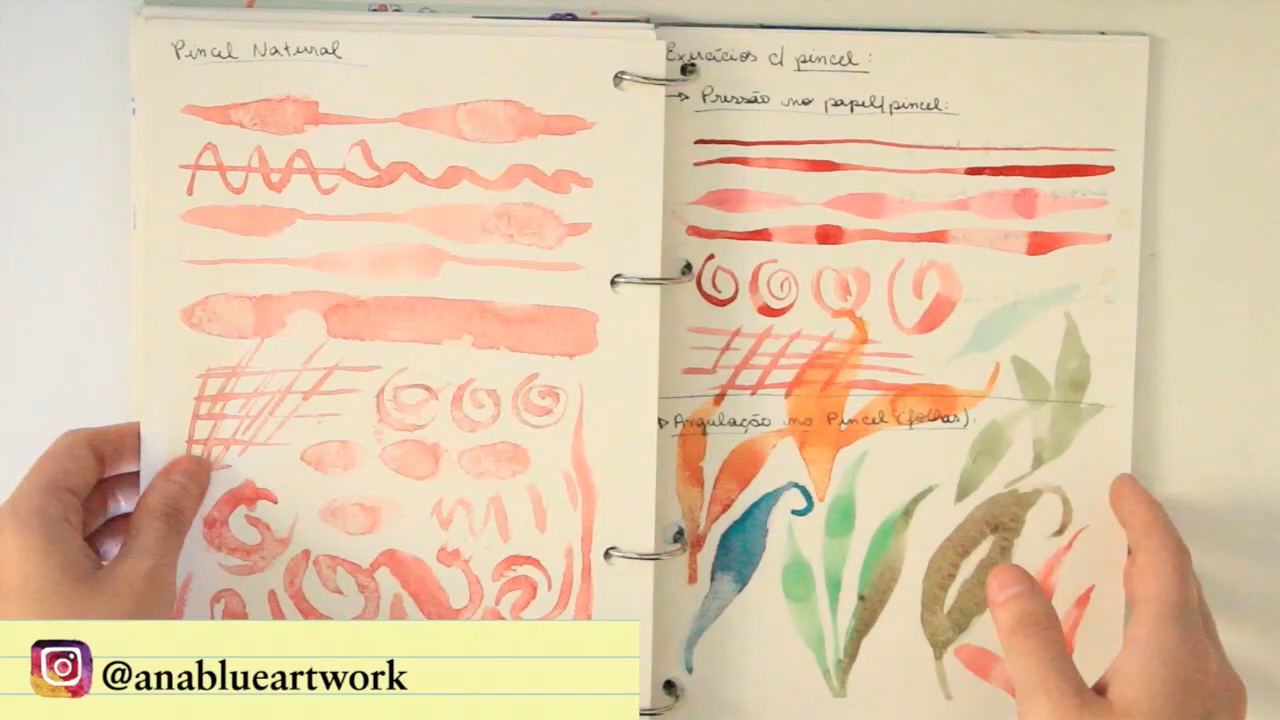 Pincel Natural
Exercícios c/ pincel:
→ Pressão no papel/pincel:
Angulação no Pincel (folhas).
@anablueartwork